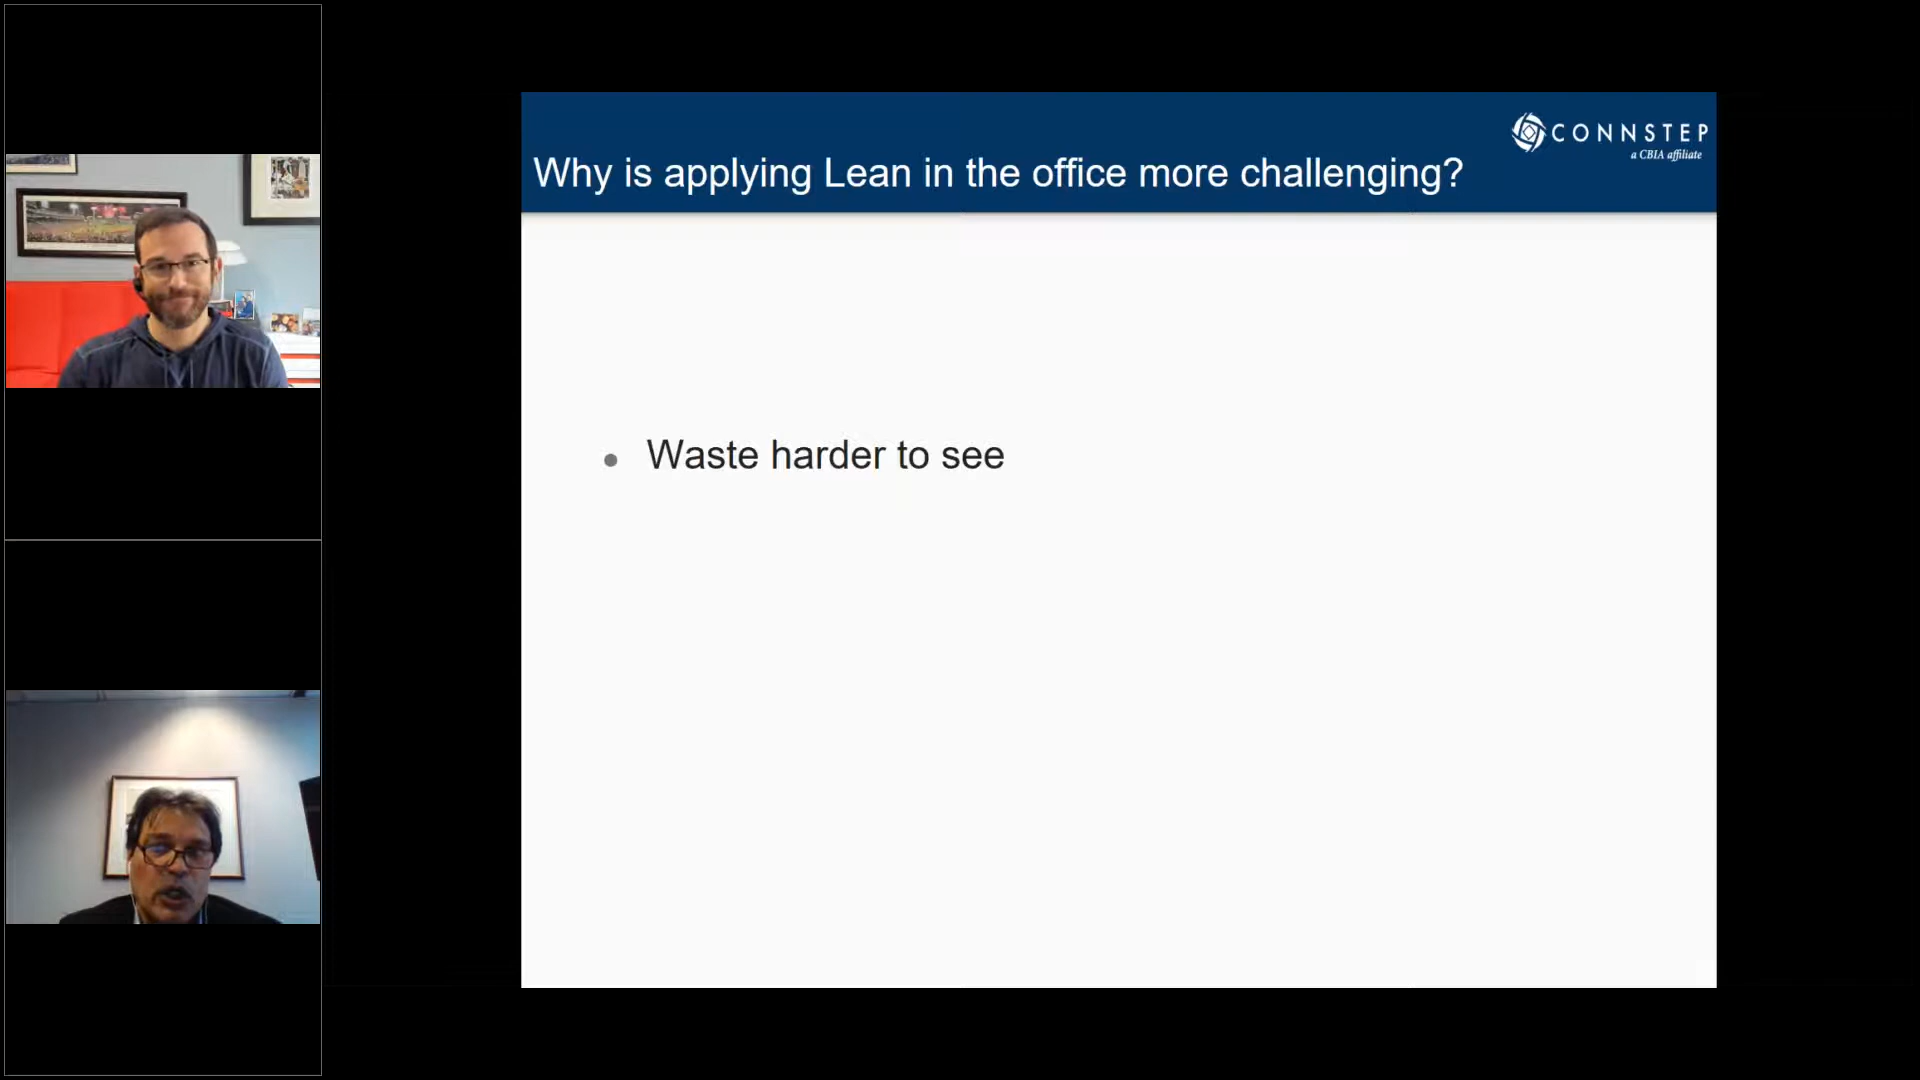 CONNSTEP
a CBIA affiliate
Why is applying Lean in the office more challenging?
• Waste harder to see